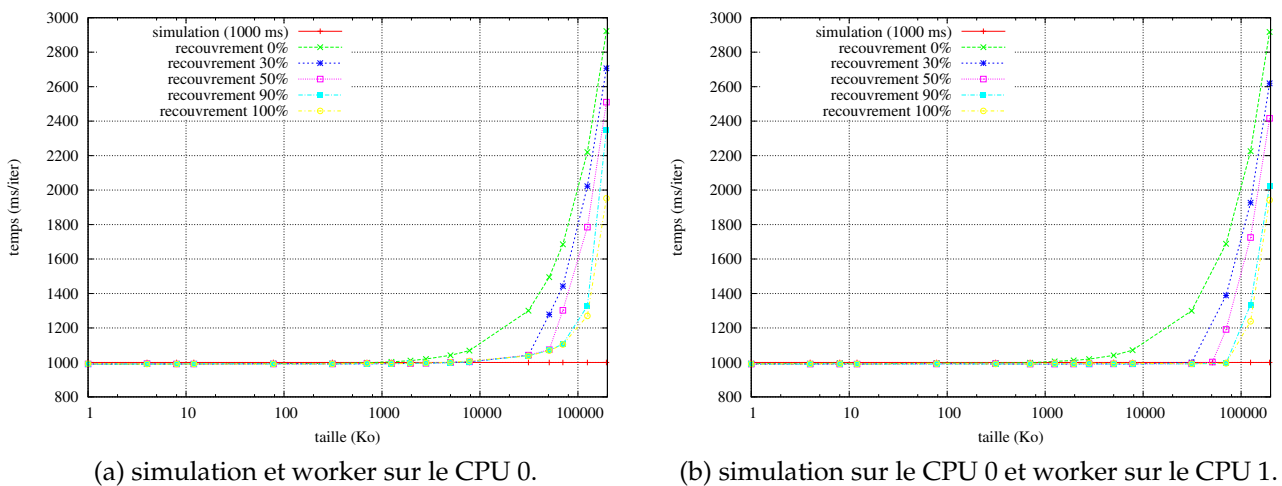 3000
2800
2600
2400
2200
2000
1800
1600
1400
1200
1000
800
temps (ms/iter)
simulation (1000 ms)
recouvrement 0%
recouvrement 30%
recouvrement 50%
recouvrement 90%
recouvrement 100%
1 10 100 1000 10000 100000
taille (Ko)
(a) simulation et worker sur le CPU 0.
3000
2800
2600
2400
2200
2000
1800
1600
1400
1200
1000
800
temps (ms/iter)
simulation (1000 ms)
recouvrement 0%
recouvrement 30%
recouvrement 50%
recouvrement 90%
recouvrement 100%
1 10 100 1000 10000 100000
taille (Ko)
(b) simulation sur le CPU 0 et worker sur le CPU 1.